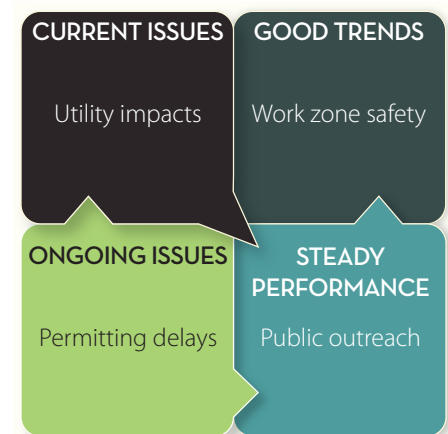 CURRENT ISSUES
Utility impacts
GOOD TRENDS
Work zone safety
ONGOING ISSUES
Permitting delays
STEADY
PERFORMANCE
Public outreach